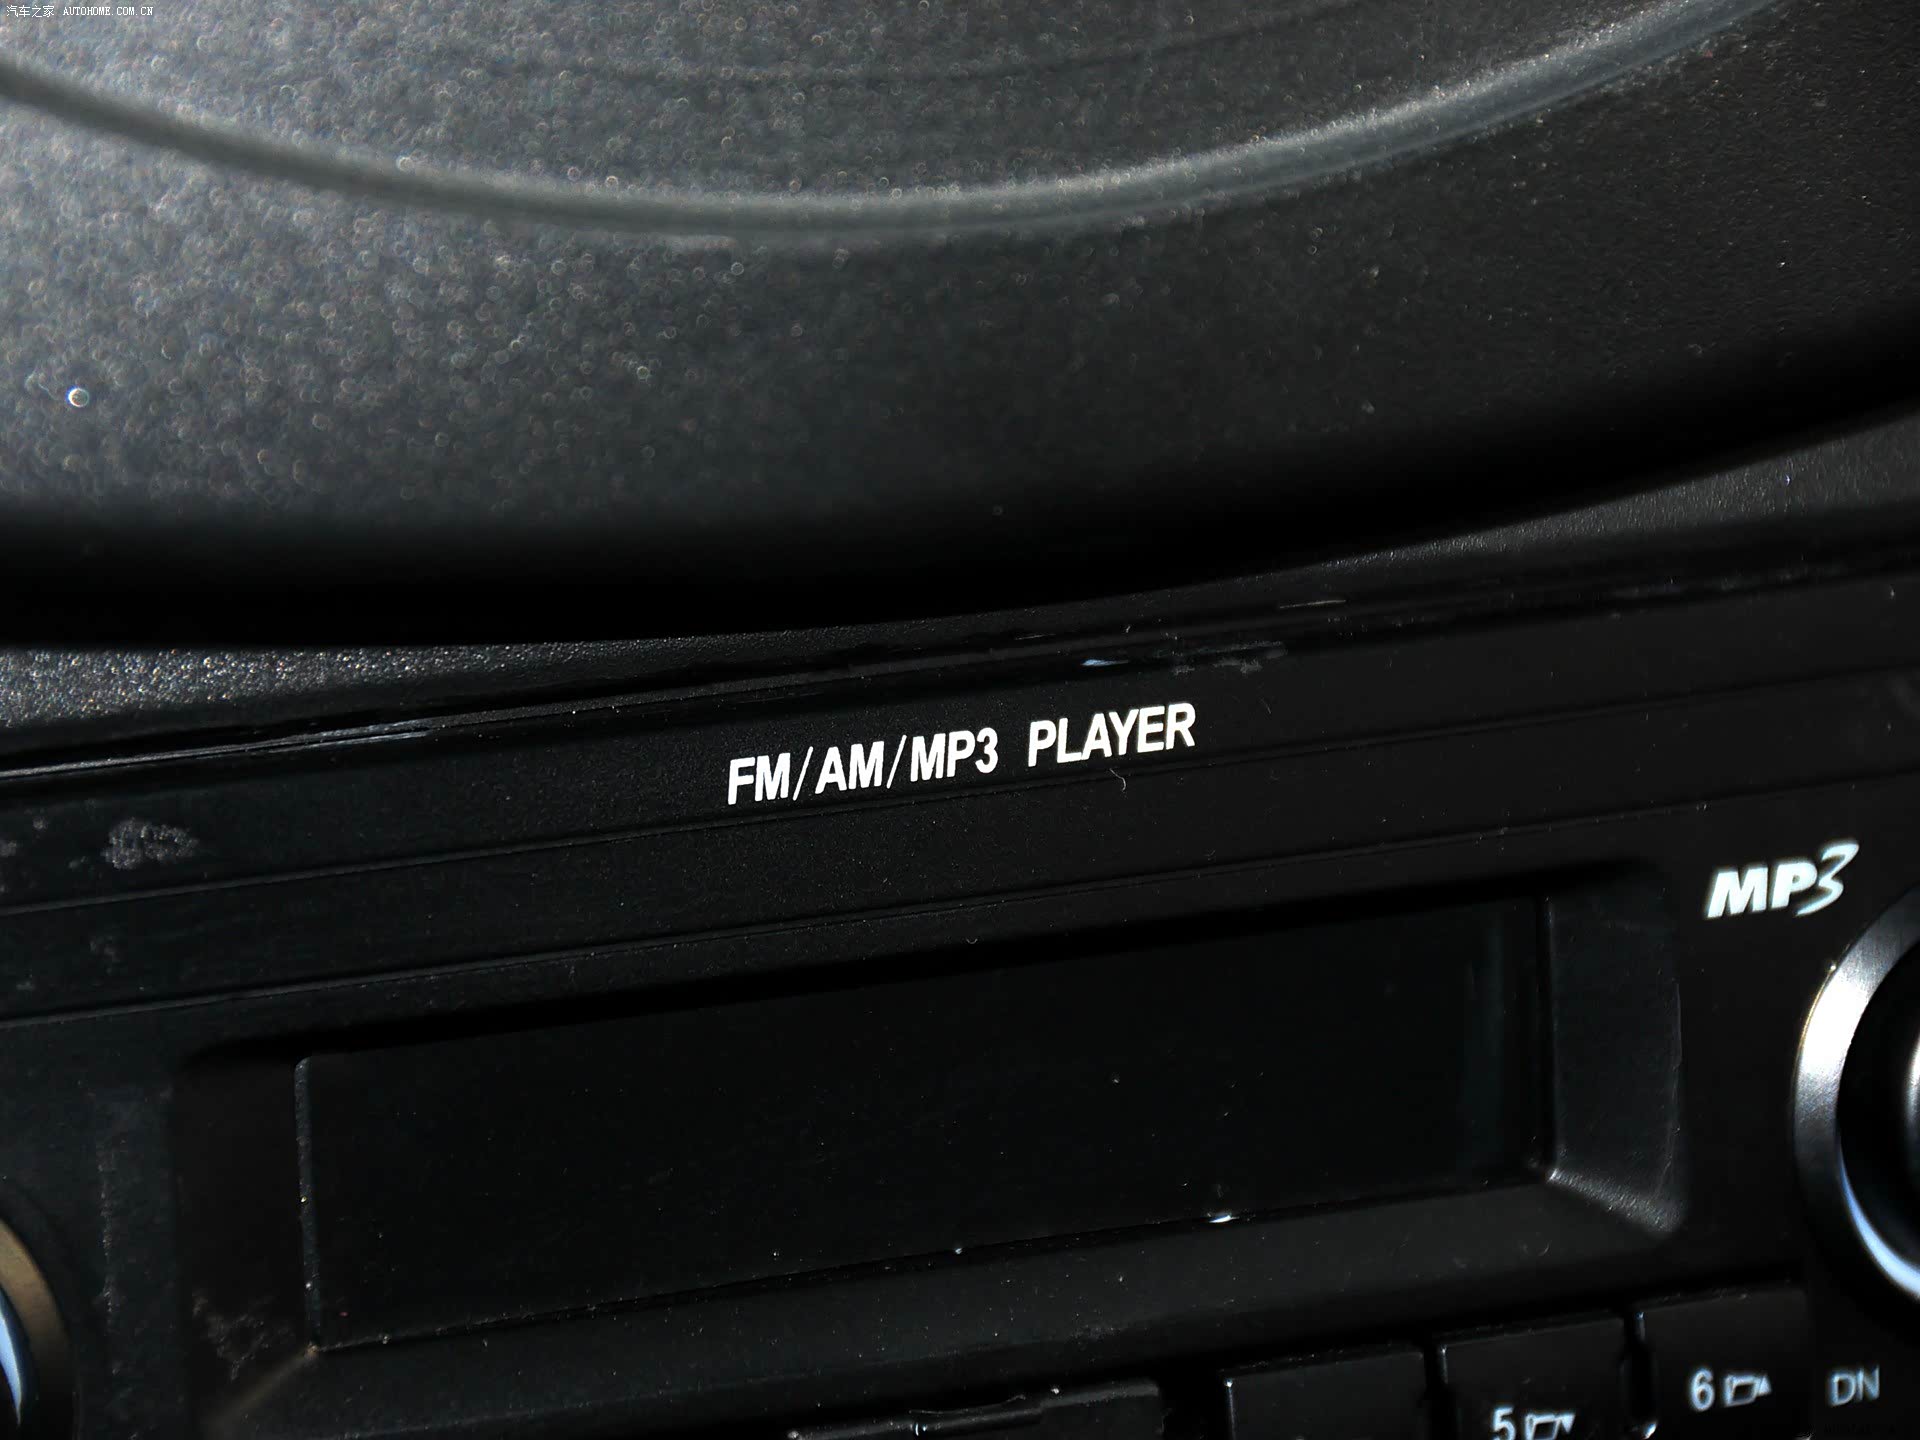 汽车之家 AUTOHOME.COM.CN
FM/AM/MP3 PLAYER
MP3
6 DN
5